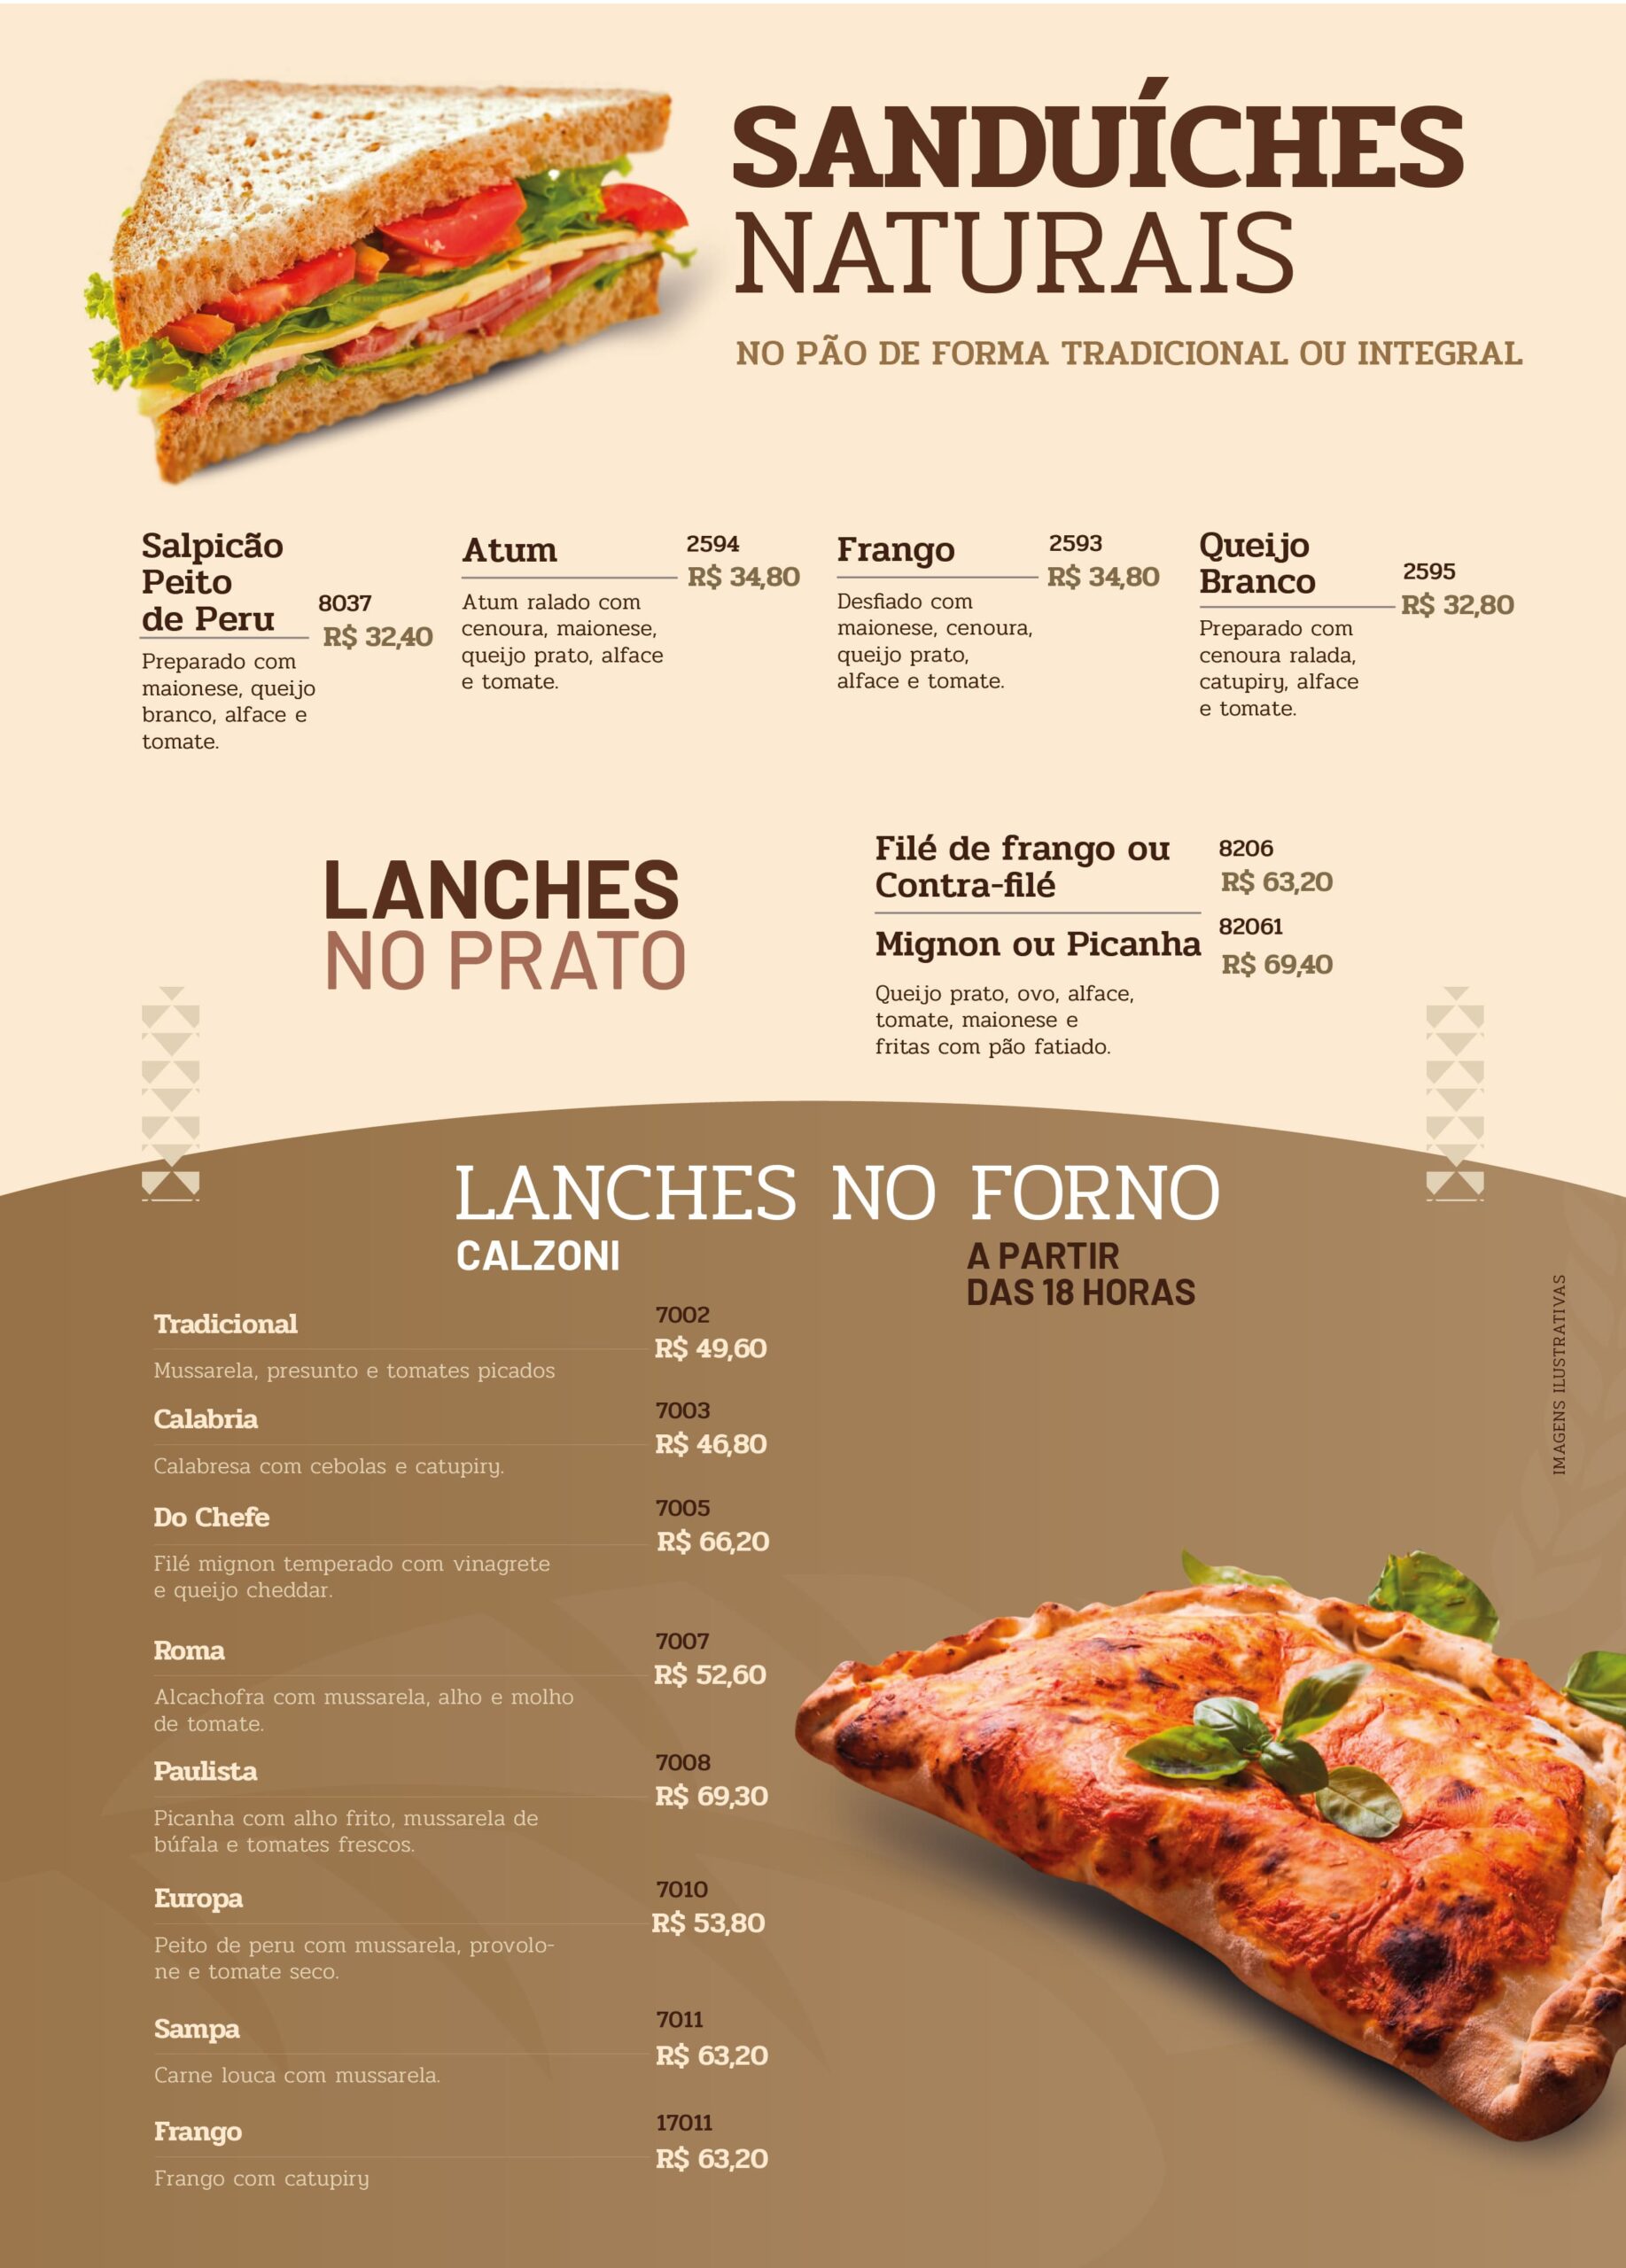 SANDUÍCHES
NATURAIS
NO PÃO DE FORMA TRADICIONAL OU INTEGRAL
Salpicão
Peito
de Peru
8037
R$ 32,40
Preparado com
maionese, queijo
branco, alface e
tomate.
Atum
2594
R$ 34,80
Atum ralado com
cenoura, maionese,
queijo prato, alface
e tomate.
Frango
2593
R$ 34,80
Desfiado com
maionese, cenoura,
queijo prato,
alface e tomate.
Queijo
Branco
2595
R$ 32,80
Preparado com
cenoura ralada,
catupiry, alface
e tomate.
LANCHES
NO PRATO
Filé de frango ou
Contra-filé
8206
R$ 63,20
Mignon ou Picanha
82061
R$ 69,40
Queijo prato, ovo, alface,
tomate, maionese e
fritas com pão fatiado.
LANCHES NO FORNO
CALZONI
A PARTIR
DAS 18 HORAS
Tradicional
7002
R$ 49,60
Mussarela, presunto e tomates picados
Calabria
7003
R$ 46,80
Calabresa com cebolas e catupiry.
Do Chefe
7005
R$ 66,20
Filé mignon temperado com vinagrete
e queijo cheddar.
Roma
7007
R$ 52,60
Alcachofra com mussarela, alho e molho
de tomate.
Paulista
7008
R$ 69,30
Picanha com alho frito, mussarela de
búfala e tomates frescos.
Europa
7010
R$ 53,80
Peito de peru com mussarela, provolo-
ne e tomate seco.
Sampa
7011
R$ 63,20
Carne louca com mussarela.
Frango
17011
R$ 63,20
Frango com catupiry
IMAGENS ILUSTRATIVAS